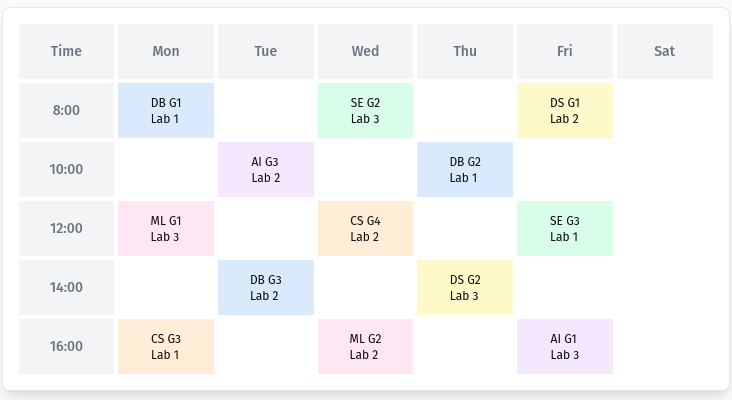 Time Mon Tue Wed Thu Fri Sat
8:00
DB G1
Lab 1
SE G2
Lab 3
DS G1
Lab 2
10:00
AI G3
Lab 2
DB G2
Lab 1
12:00
ML G1
Lab 3
CS G4
Lab 2
SE G3
Lab 1
14:00
DB G3
Lab 2
DS G2
Lab 3
16:00
CS G3
Lab 1
ML G2
Lab 2
AI G1
Lab 3